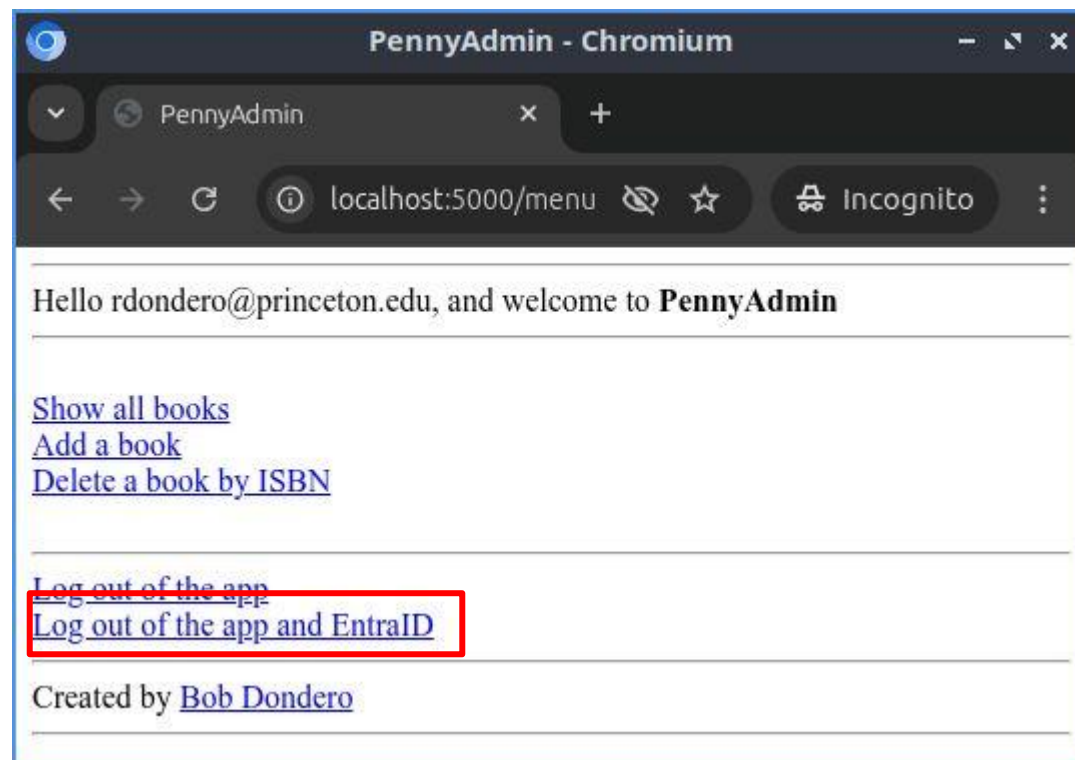 PennyAdmin - Chromium
PennyAdmin
localhost:5000/menu Incognito
Hello rdondero@princeton.edu, and welcome to PennyAdmin
Show all books
Add a book
Delete a book by ISBN
Log out of the app
Log out of the app and EntraID
Created by Bob Dondero